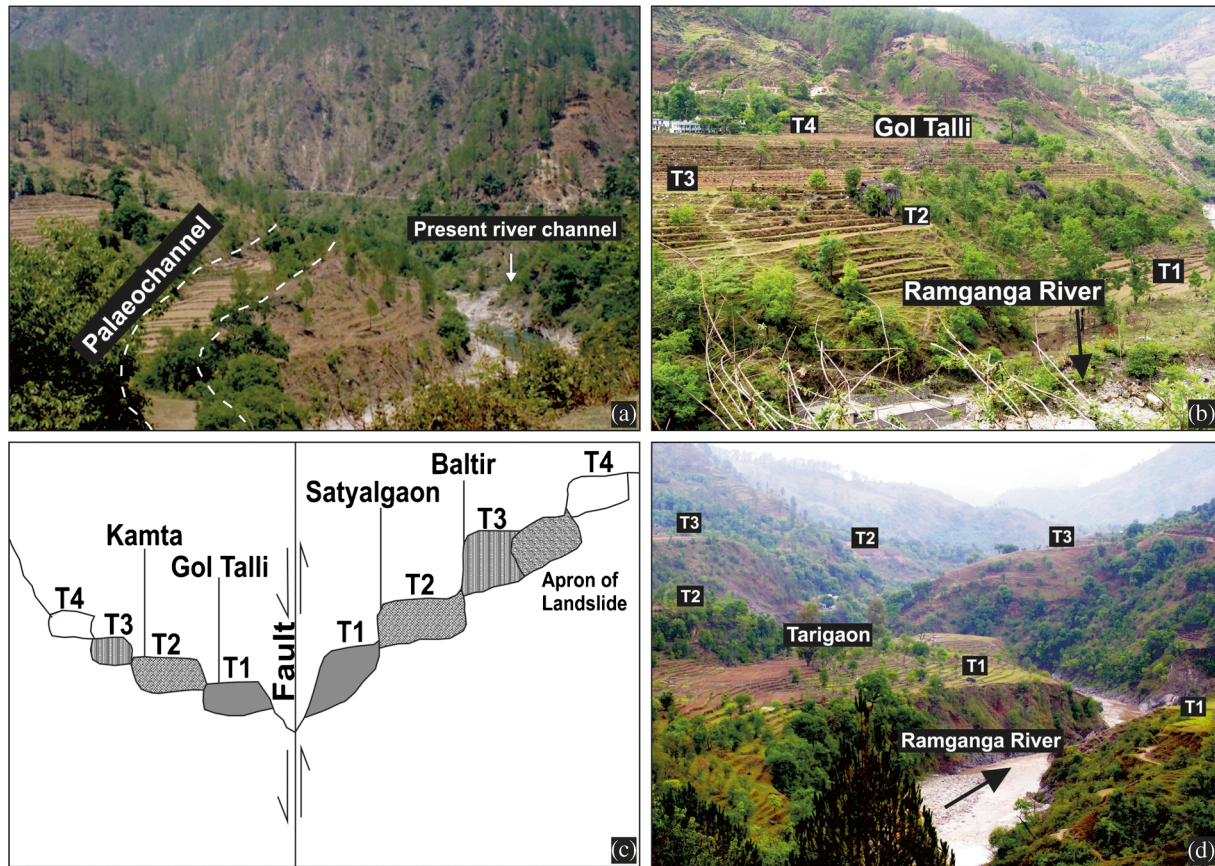 Palaeochannel
Present river channel
(a)
T4
Gol Talli
T3
T2
T1
Ramganga River
(b)
T4
Baltir
Satyalgaon
T3
Kamta
Gol Talli
T2
Apron of
Landslide
T4
T3
T2
T1
Fault
T1
(c)
T3
T2
T3
T2
Tarigaon
T1
T1
Ramganga River
(d)